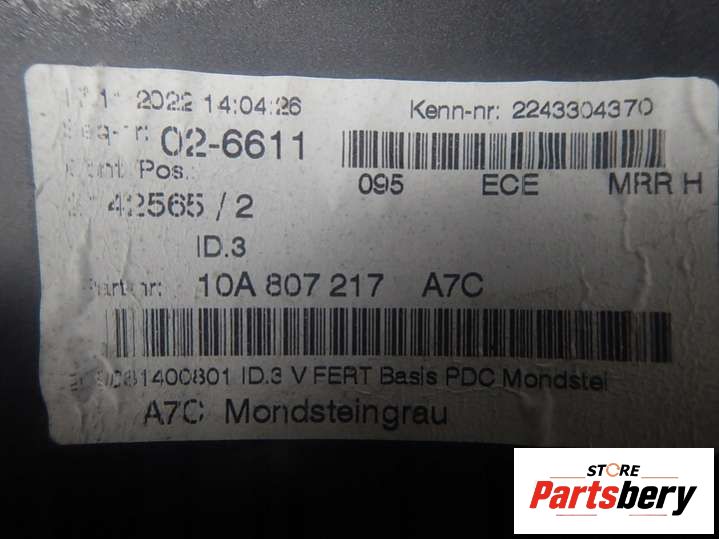 2022 14:04:26 Kenn-nr: 2243304370
02-6611
Pos.:
095 ECE MRR H
42565 / 2
ID.3
10A 807 217 A7C
ID.3 V FERT Basis PDC Mondstei
A7C Mondsteingrau
STORE
Partsbery